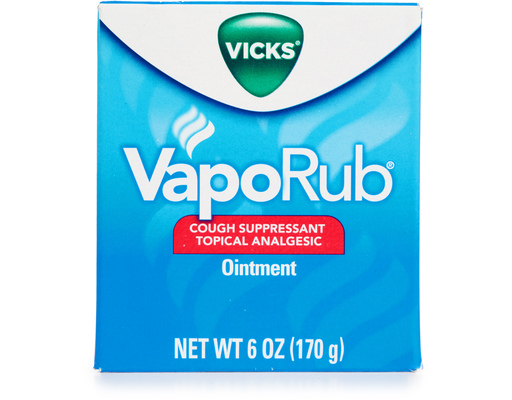 VICKS®
VapoRub®
COUGH SUPPRESSANT
TOPICAL ANALGESIC
Ointment
NET WT 6 OZ (170 g)